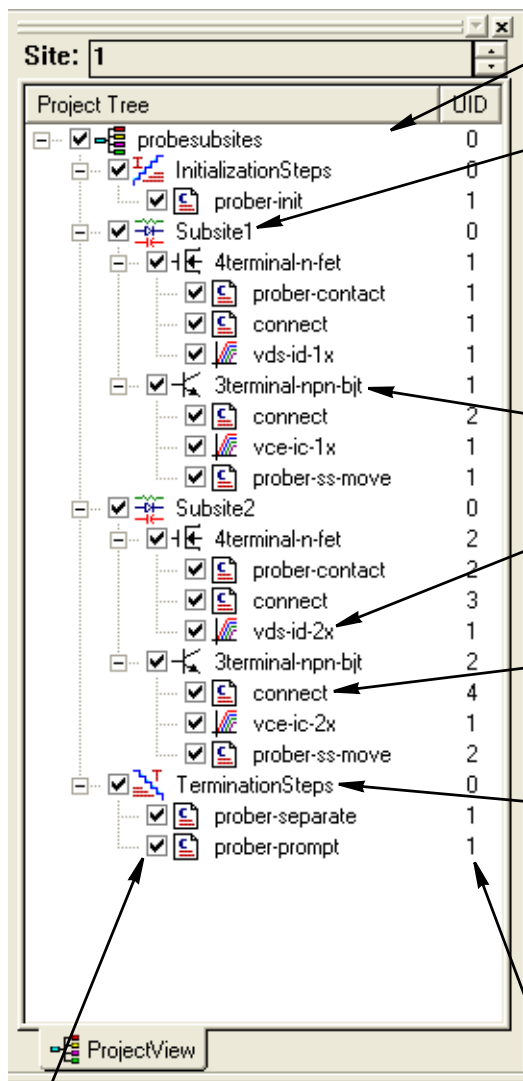 Site: 1
Project Tree UID
probesubsites 0
InitializationSteps 0
prober-init 1
Subsite1 0
4terminal-n-fet 1
prober-contact 1
connect 1
vds-id-1x 1
3terminal-npn-bjt 1
connect 2
vce-ic-1x 1
prober-ss-move 1
Subsite2 0
4terminal-n-fet 2
prober-contact 2
connect 3
vds-id-2x 1
3terminal-npn-bjt 2
connect 4
vce-ic-2x 1
prober-ss-move 2
TerminationSteps 0
prober-separate 1
prober-prompt 1
ProjectView